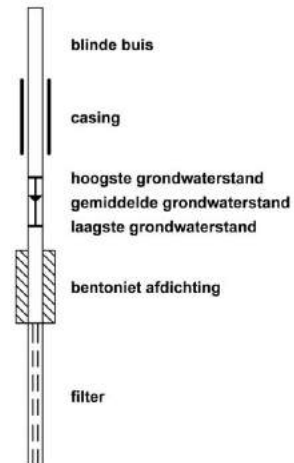 blinde buis
casing
hoogste grondwaterstand
gemiddelde grondwaterstand
laagste grondwaterstand
bentoniet afdichting
filter